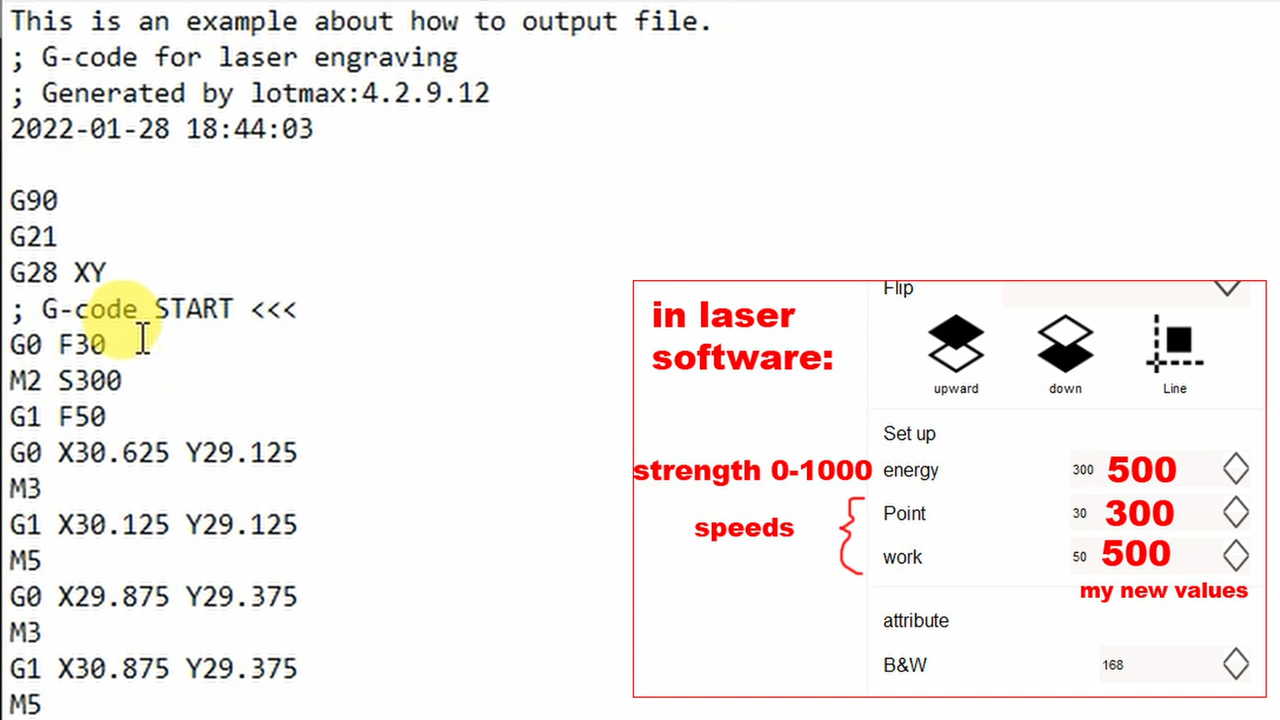 This is an example about how to output file.
; G-code for laser engraving
; Generated by lotmax:4.2.9.12
2022-01-28 18:44:03
G90
G21
G28 XY
; G-code START <<<
G0 F30
M2 S300
G1 F50
G0 X30.625 Y29.125
M3
G1 X30.125 Y29.125
M5
G0 X29.875 Y29.375
M3
G1 X30.875 Y29.375
M5
in laser
software:
Flip
upward down Line
Set up
strength 0-1000 energy 300 500
speeds
Point 30 300
work 50 500
my new values
attribute
B&W 168